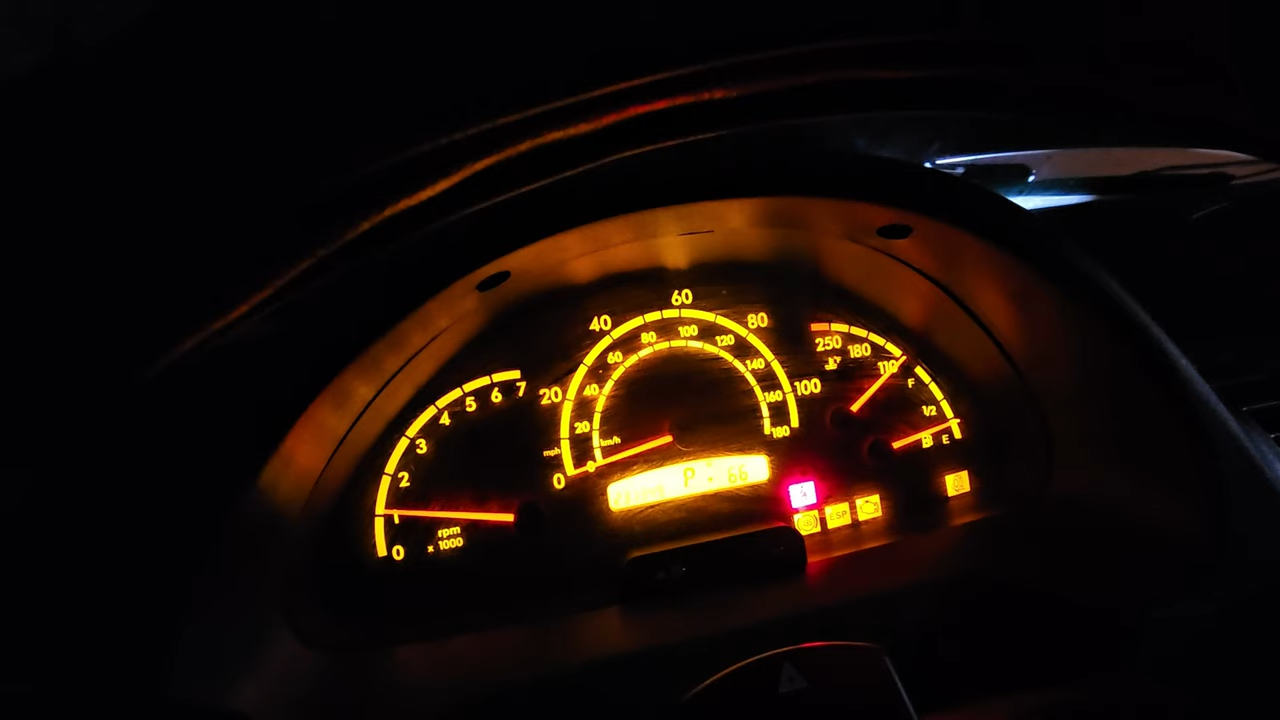 0 1 2 3 4 5 6 7
rpm
x 1000
0 20 40 60 80 100
mph
km/h
0 20 40 60 80 100 120 140 160 180
P 66
250 180 110
F 1/2 E
ESP